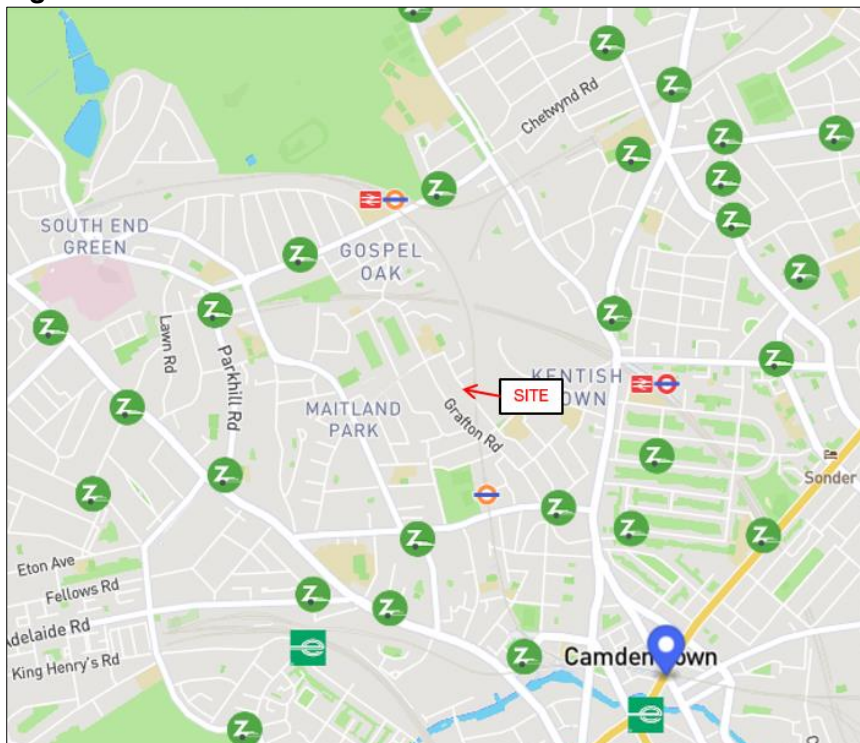 Chetwynd Rd
SOUTH END
GREEN
GOSPEL
OAK
Lawn Rd
Parkhill Rd
SITE
KENTISH
OWN
MAITLAND
PARK
Grafton Rd
Sonder
Eton Ave
Fellows Rd
Adelaide Rd
King Henry's Rd
Camden Town